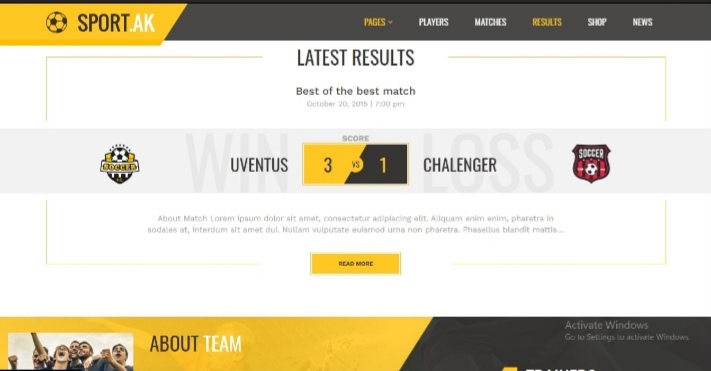 SPORT.AK
PAGES PLAYERS MATCHES RESULTS SHOP NEWS
LATEST RESULTS
Best of the best match
October 20, 2015 | 7:00 pm
SCORE
WIN LOSS
SOCCER UVENTUS 3 VS 1 CHALENGER SOCCER
About Match Lorem ipsum dolor sit amet, consectetur adipiscing elit. Aliquam enim enim, pharetra in
sodales at, interdum sit amet dui. Nullam vulputate euismod urna non pharetra. Phasellus blandit mattis...
READ MORE
Activate Windows
Go to Settings to activate Windows.
ABOUT TEAM